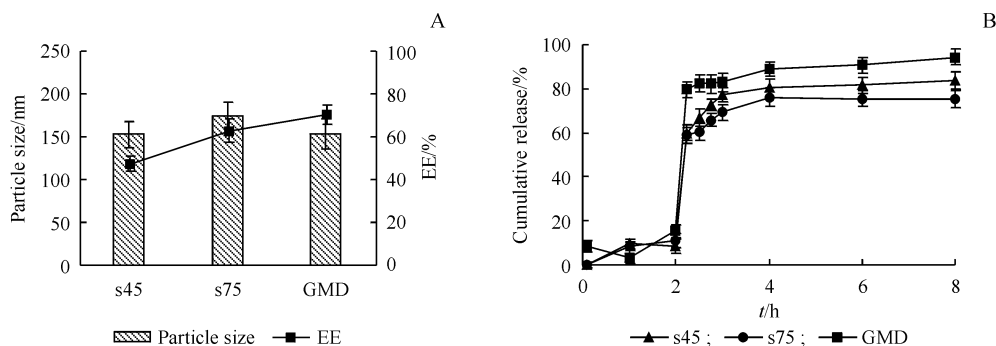 A
Particle size/nm
250
200
150
100
50
0
100
80
60
40
20
0
EE/%
s45 s75 GMD
Particle size EE
B
Cumulative release/%
100
80
60
40
20
0
0 2 4 6 8
t/h
s45 ; s75 ; GMD